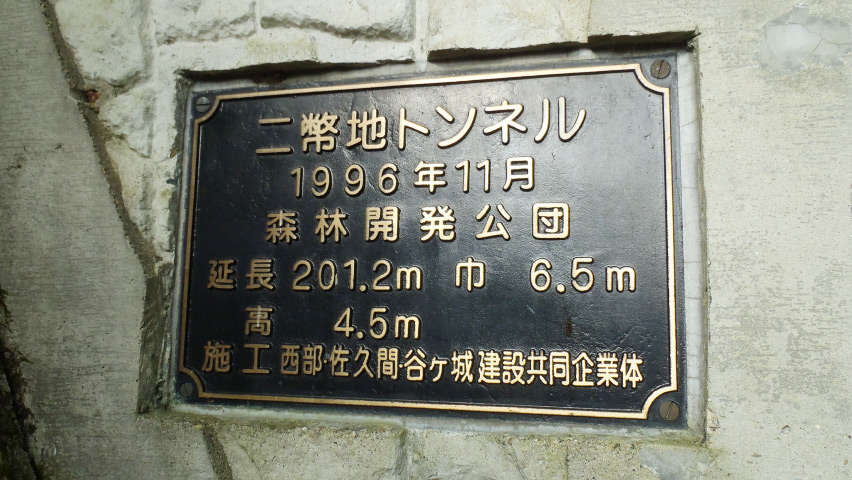 二幣地トンネル
1996年11月
森林開発公団
延長 201.2m 巾 6.5m
高 4.5m
施工 西部・佐久間・谷ヶ城建設共同企業体